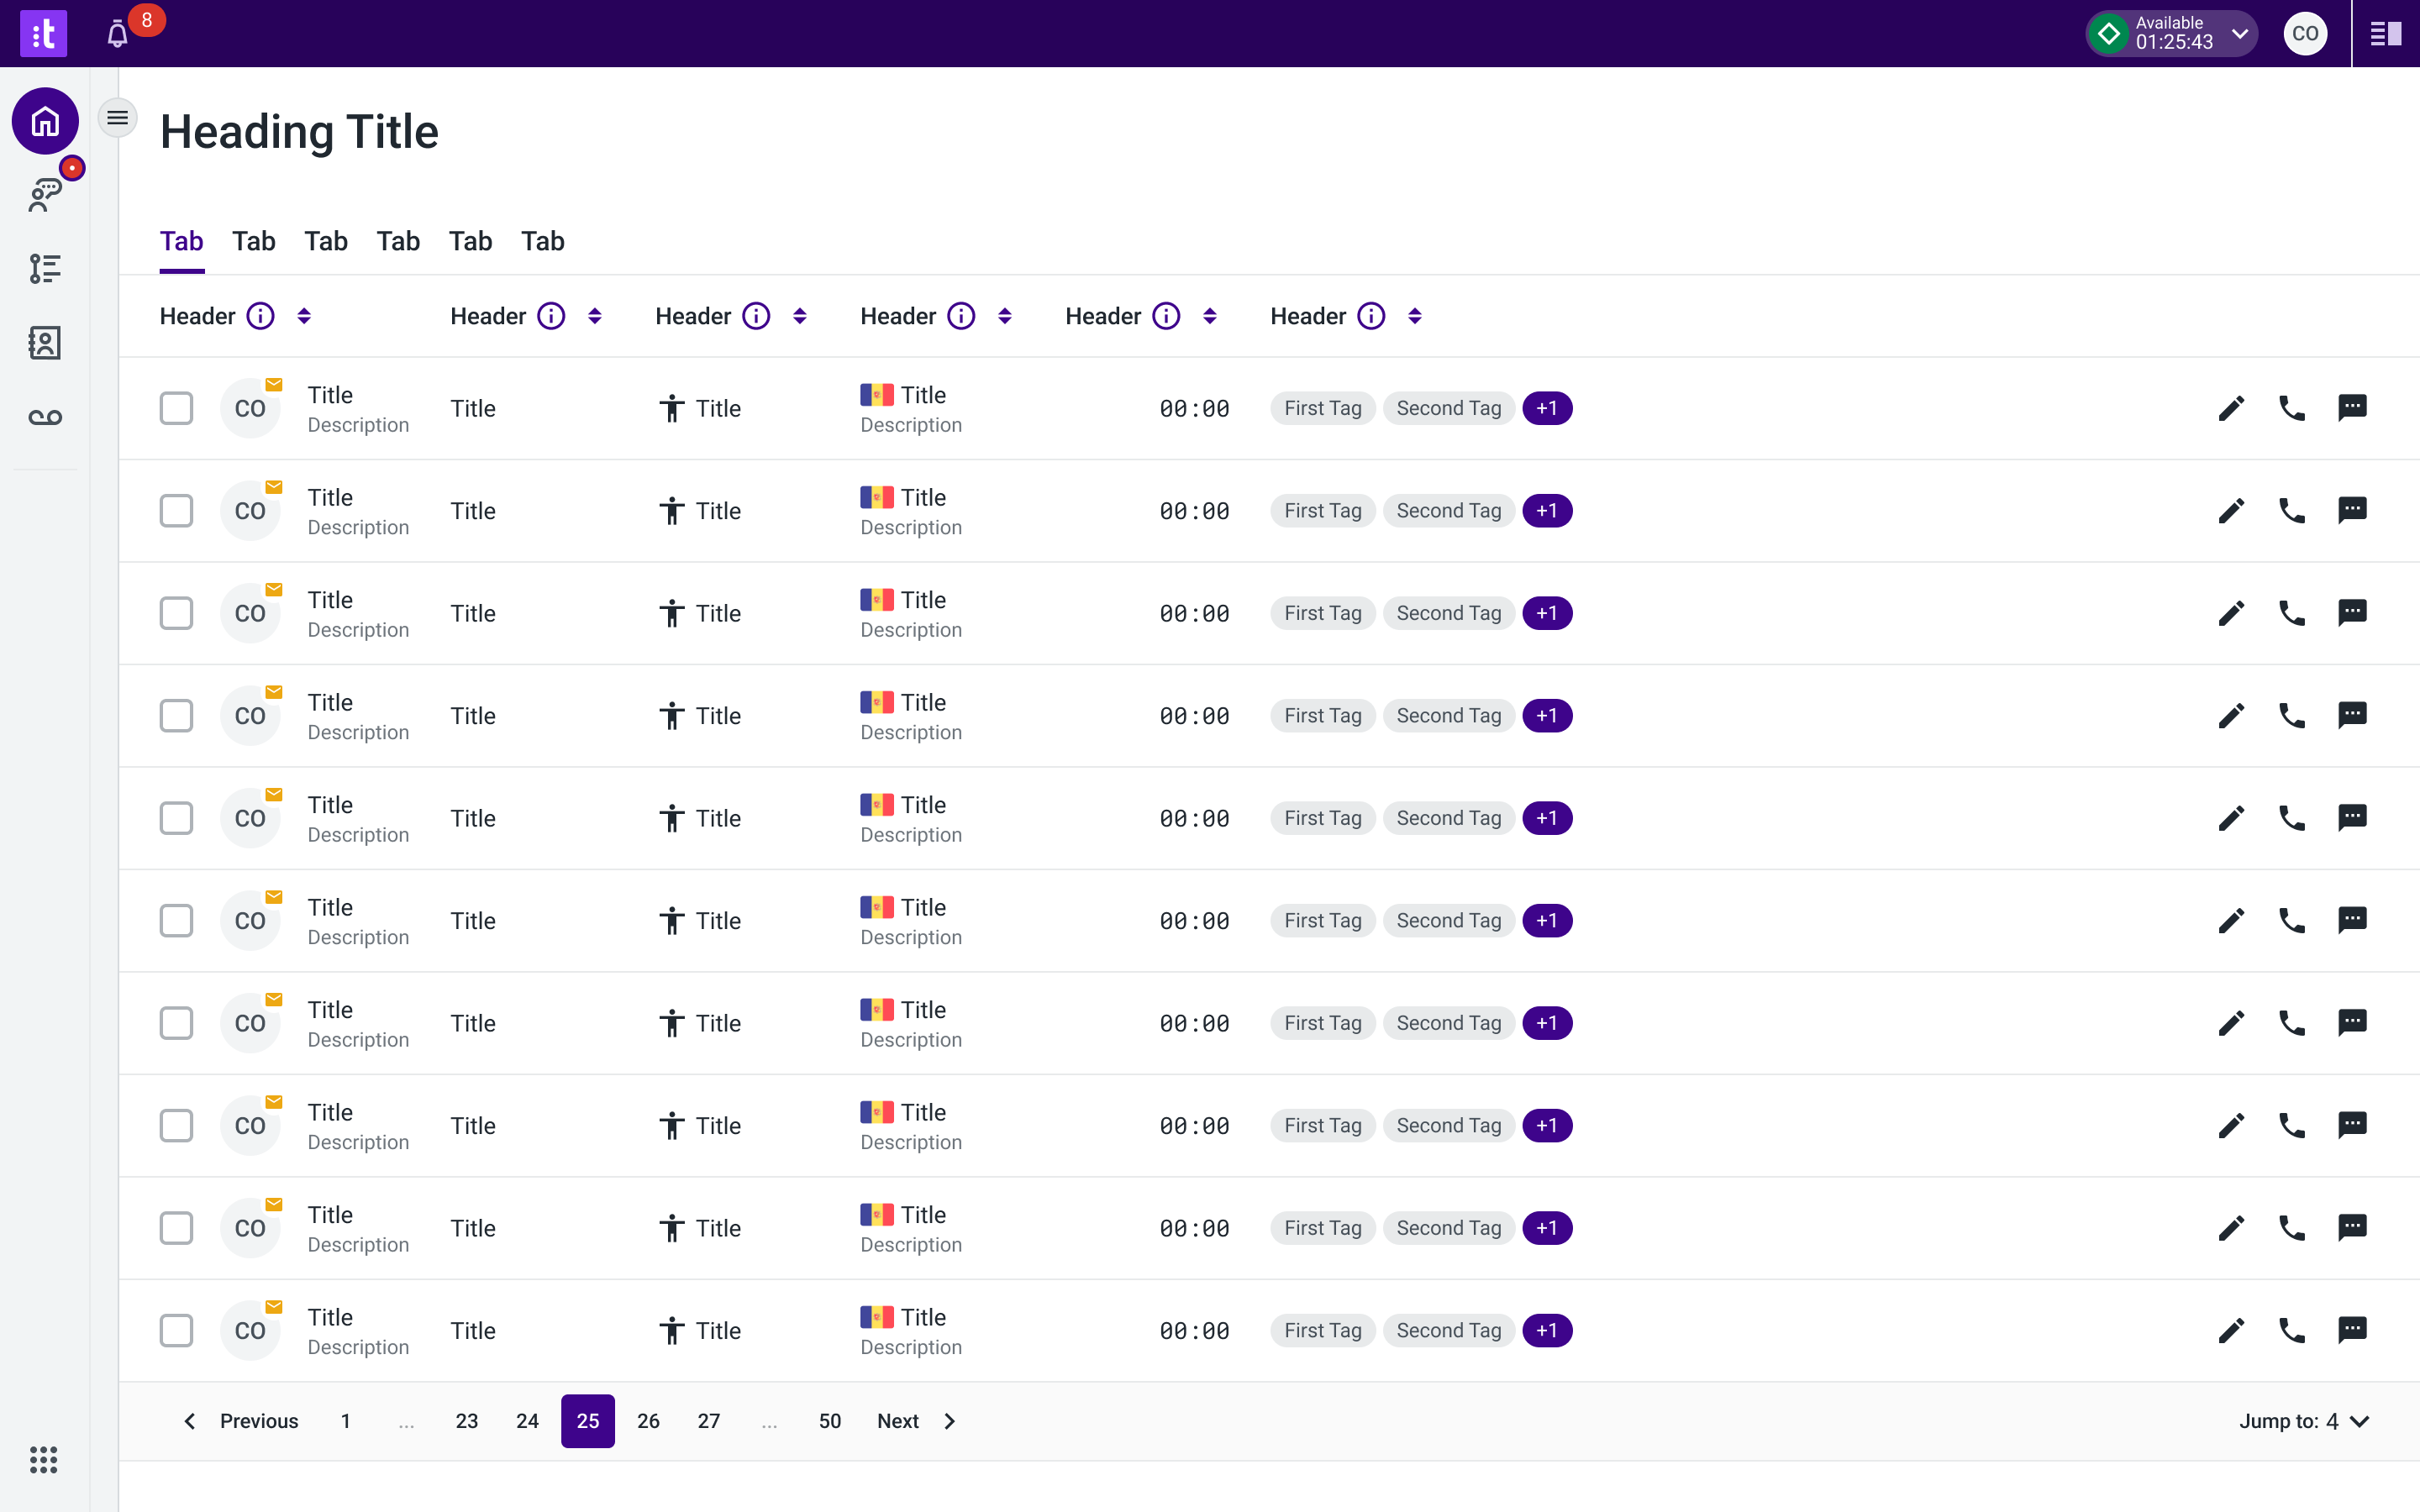 :t
8
Available
01:25:43
CO
Heading Title
Tab Tab Tab Tab Tab Tab
Header Header Header Header Header Header
CO Title Title Title Title 00:00 First Tag Second Tag +1
Description Description
CO Title Title Title Title 00:00 First Tag Second Tag +1
Description Description
CO Title Title Title Title 00:00 First Tag Second Tag +1
Description Description
CO Title Title Title Title 00:00 First Tag Second Tag +1
Description Description
CO Title Title Title Title 00:00 First Tag Second Tag +1
Description Description
CO Title Title Title Title 00:00 First Tag Second Tag +1
Description Description
CO Title Title Title Title 00:00 First Tag Second Tag +1
Description Description
CO Title Title Title Title 00:00 First Tag Second Tag +1
Description Description
CO Title Title Title Title 00:00 First Tag Second Tag +1
Description Description
CO Title Title Title Title 00:00 First Tag Second Tag +1
Description Description
Previous 1 ... 23 24 25 26 27 ... 50 Next Jump to: 4